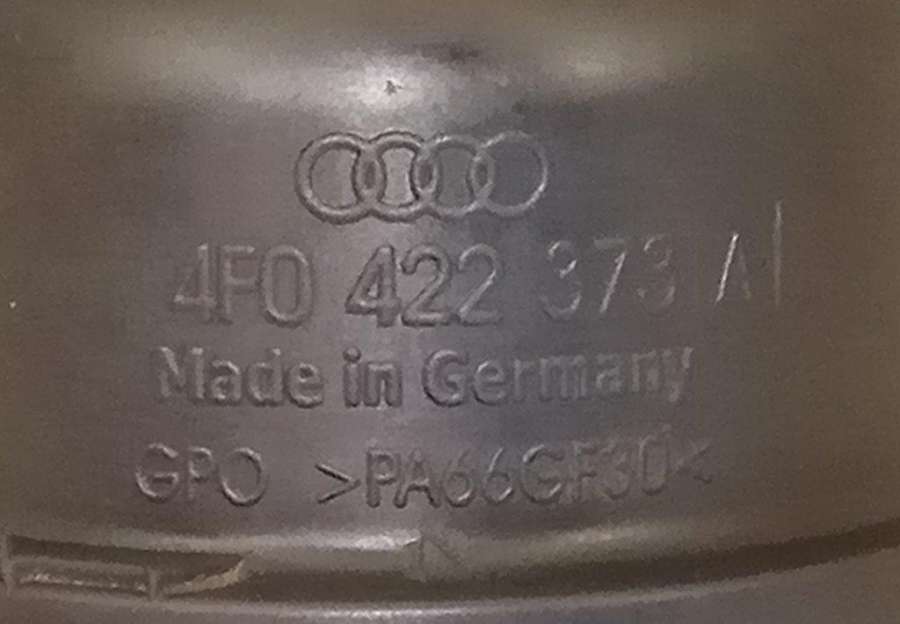 4F0 422 373 A
Made in Germany
GPO >PA66GF30<